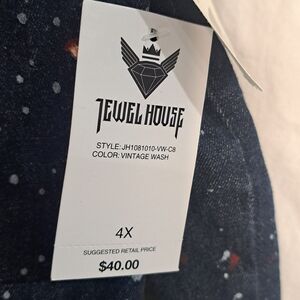 JEWEL HOUSE
STYLE: JH1081010-VW-C8
COLOR: VINTAGE WASH
4X
SUGGESTED RETAIL PRICE
$40.00